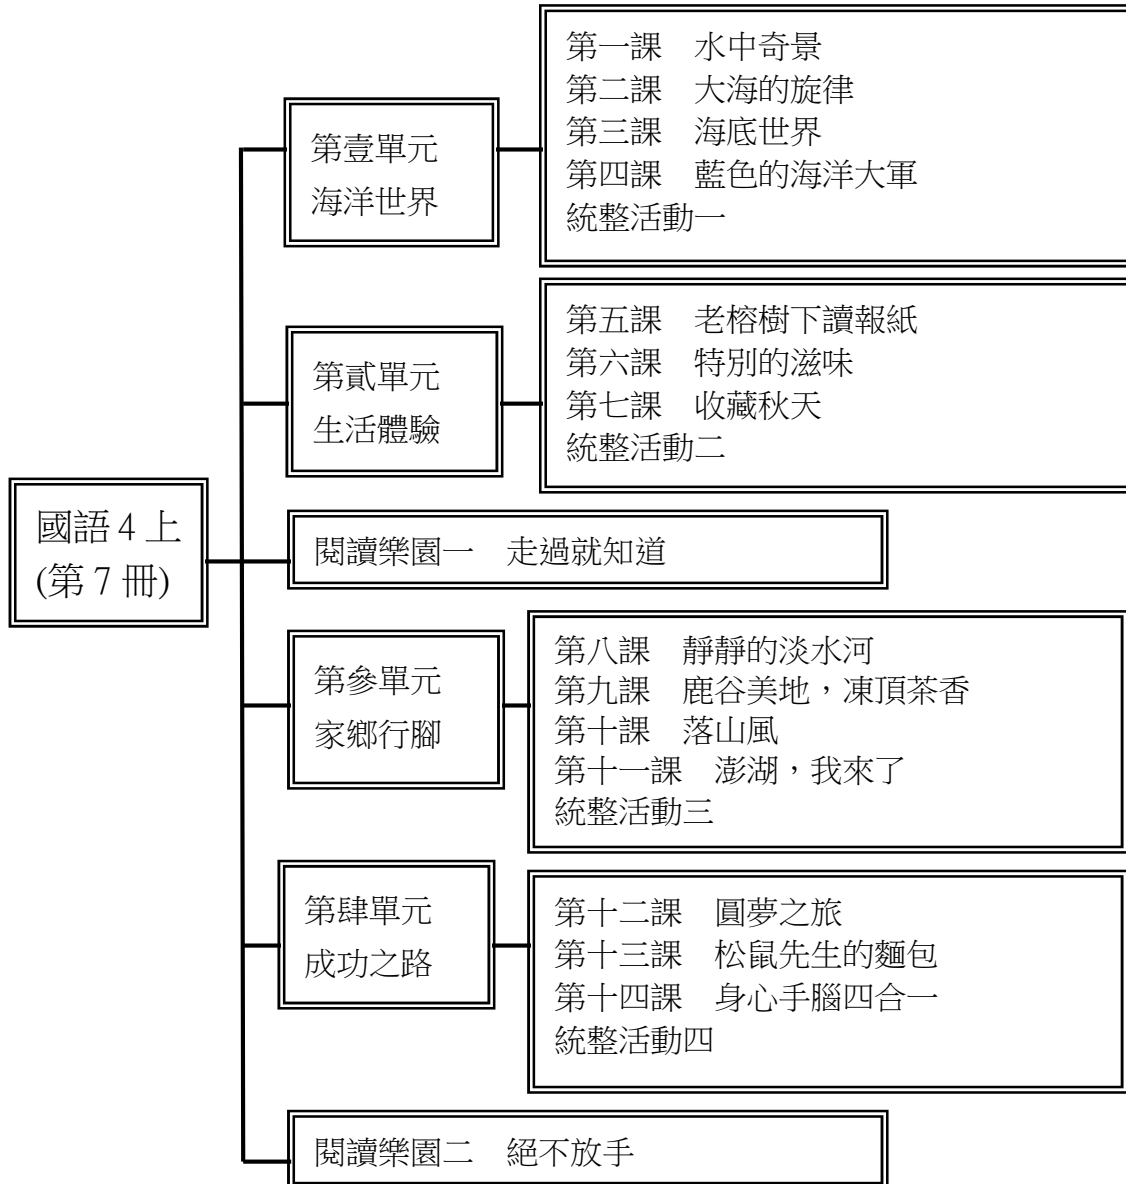 國語 4 上
(第 7 冊)
第壹單元
海洋世界
第一課　水中奇景
第二課　大海的旋律
第三課　海底世界
第四課　藍色的海洋大軍
統整活動一
第貳單元
生活體驗
第五課　老榕樹下讀報紙
第六課　特別的滋味
第七課　收藏秋天
統整活動二
閱讀樂園一　走過就知道
第參單元
家鄉行腳
第八課　靜靜的淡水河
第九課　鹿谷美地，凍頂茶香
第十課　落山風
第十一課　澎湖，我來了
統整活動三
第肆單元
成功之路
第十二課　圓夢之旅
第十三課　松鼠先生的麵包
第十四課　身心手腦四合一
統整活動四
閱讀樂園二　絕不放手